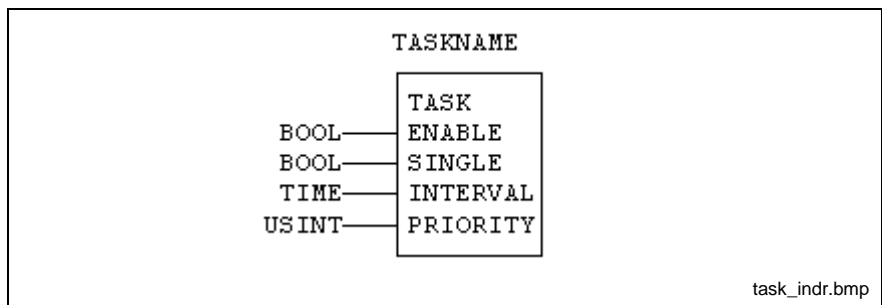 TASKNAME
TASK
BOOL ENABLE
BOOL SINGLE
TIME INTERVAL
USINT PRIORITY
task_indr.bmp